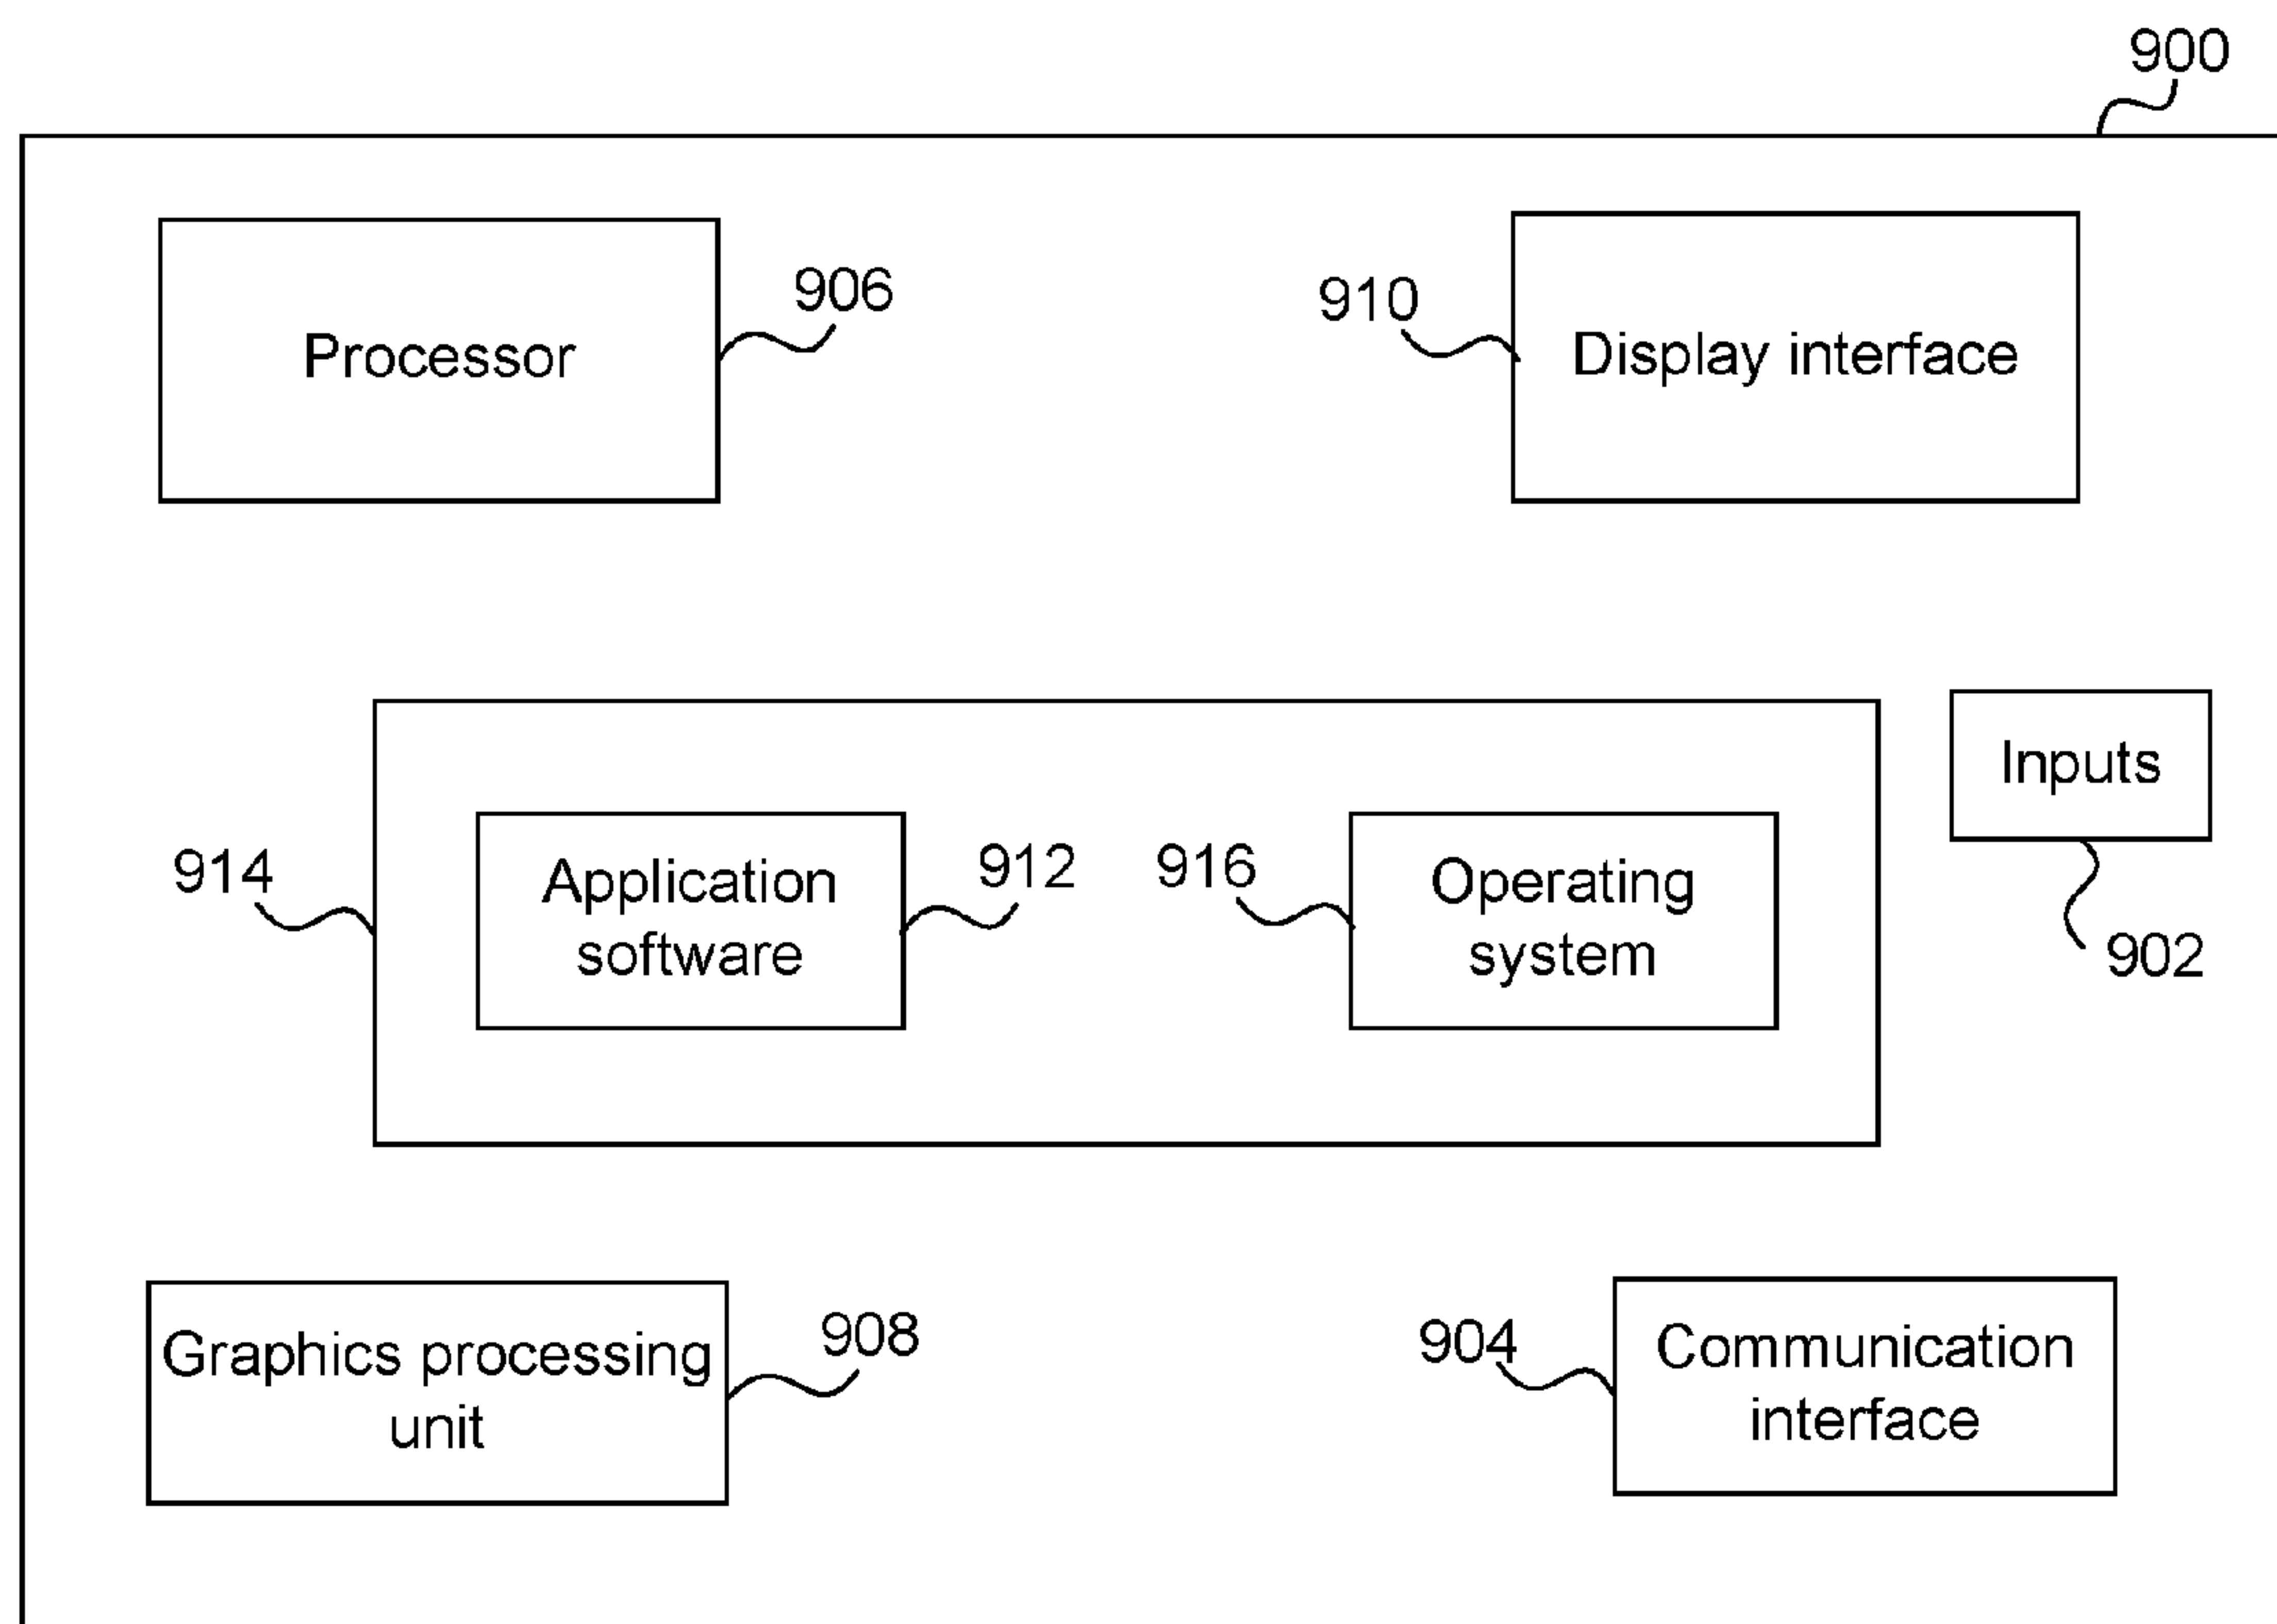 900
Processor
906
910
Display interface
Inputs
902
914
Application
software
912
916
Operating
system
Graphics processing
unit
908
904
Communication
interface